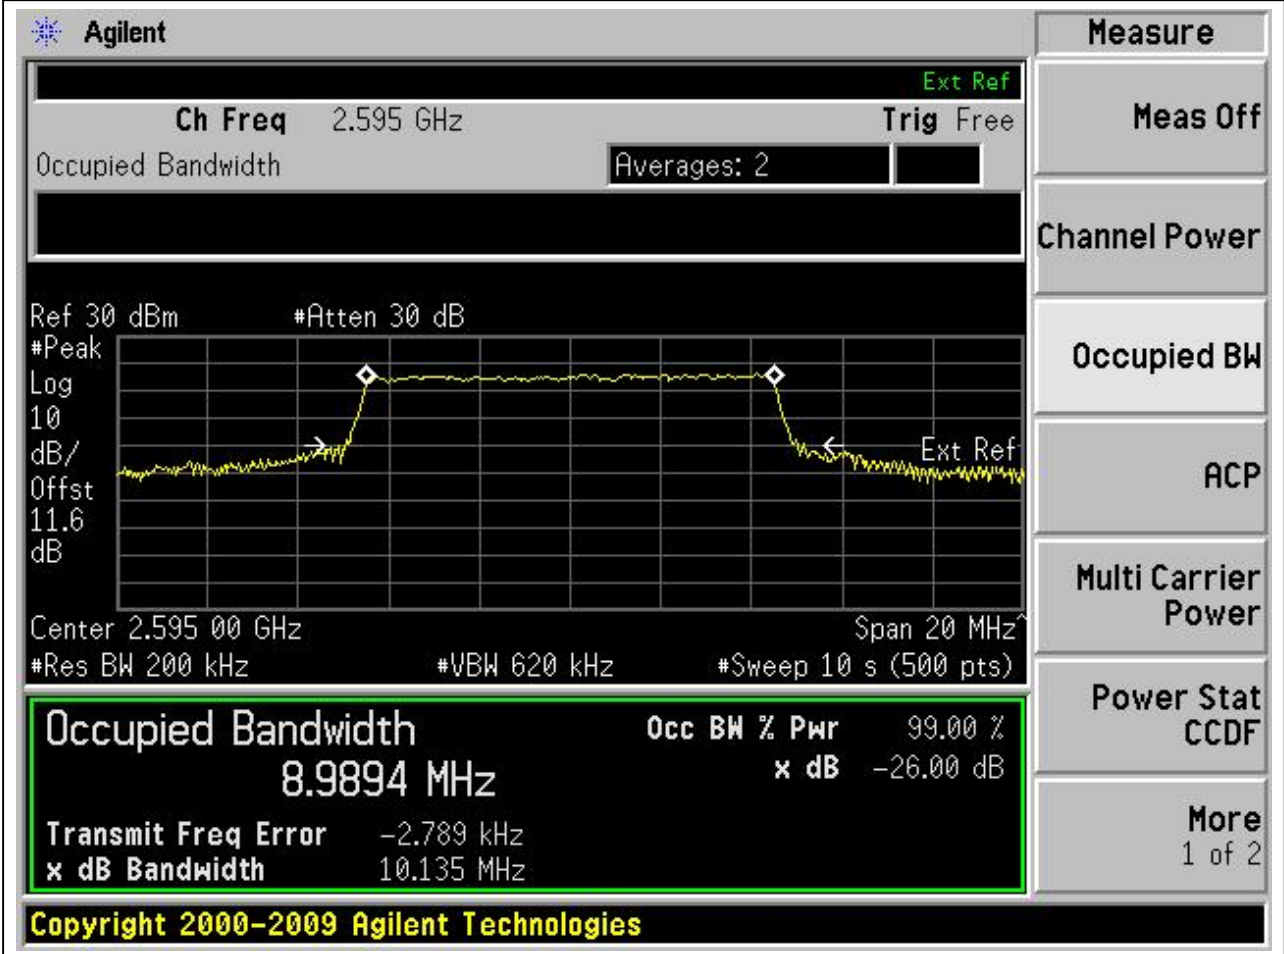 Agilent
Measure
Ext Ref
Ch Freq 2.595 GHz Trig Free
Meas Off
Occupied Bandwidth Averages: 2
Channel Power
Ref 30 dBm #Atten 30 dB
#Peak
Log
10
dB/
Offst
11.6
dB
Ext Ref
Occupied BW
ACP
Center 2.595 00 GHz Span 20 MHz^
#Res BW 200 kHz #VBW 620 kHz #Sweep 10 s (500 pts)
Multi Carrier
Power
Occupied Bandwidth Occ BW % Pwr 99.00 %
8.9894 MHz x dB -26.00 dB
Power Stat
CCDF
Transmit Freq Error -2.789 kHz
x dB Bandwidth 10.135 MHz
More
1 of 2
Copyright 2000-2009 Agilent Technologies